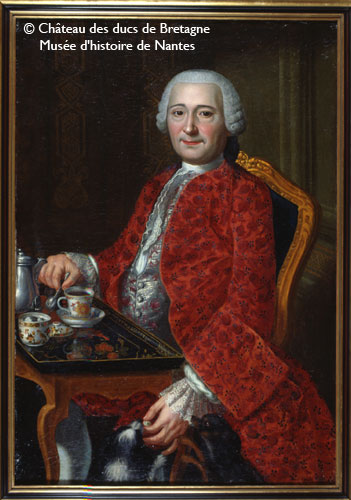 © Château des ducs de Bretagne
Musée d'histoire de Nantes